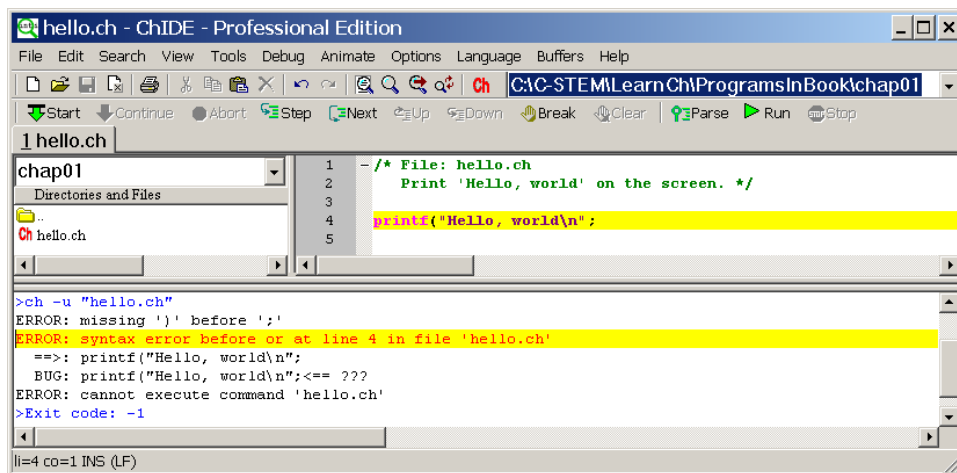 hello.ch - ChIDE - Professional Edition
File Edit Search View Tools Debug Animate Options Language Buffers Help
Ch C:\C-STEM\LearnCh\ProgramsInBook\chap01
Start Continue Abort Step Next Up Down Break Clear Parse Run Stop
1 hello.ch
chap01
Directories and Files
..
Ch hello.ch
1 /* File: hello.ch
2 Print 'Hello, world' on the screen. */
3
4 printf("Hello, world\n";
5
>ch -u "hello.ch"
ERROR: missing ')' before ';'
ERROR: syntax error before or at line 4 in file 'hello.ch'
==>: printf("Hello, world\n";
BUG: printf("Hello, world\n";<== ???
ERROR: cannot execute command 'hello.ch'
>Exit code: -1
li=4 co=1 INS (LF)